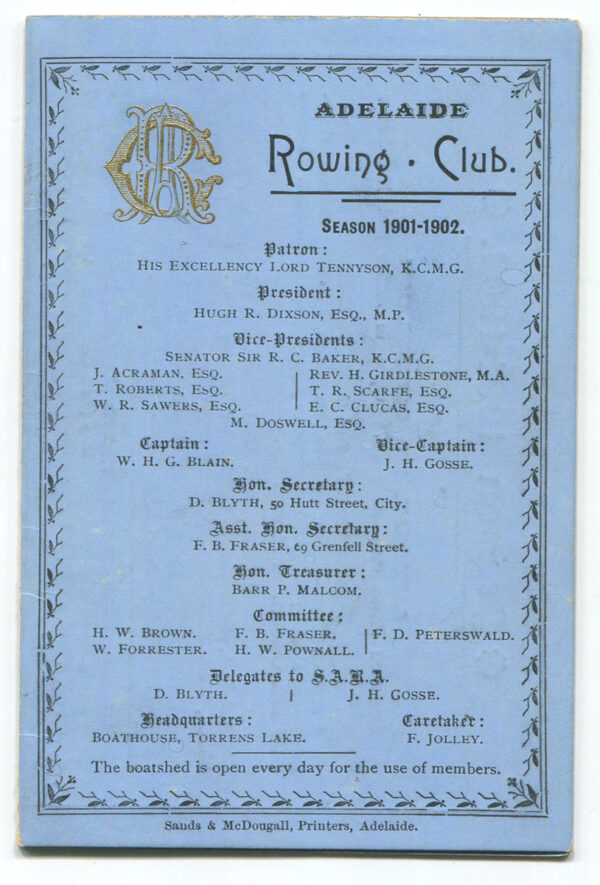 ARC
ADELAIDE
Rowing · Club.
SEASON 1901-1902.
Patron:
HIS EXCELLENCY LORD TENNYSON, K.C.M.G.
President:
HUGH R. DIXSON, ESQ., M.P.
Vice-Presidents:
SENATOR SIR R. C. BAKER, K.C.M.G.
J. ACRAMAN, ESQ. REV. H. GIRDLESTONE, M.A.
T. ROBERTS, ESQ. T. R. SCARFE, ESQ.
W. R. SAWERS, ESQ. E. C. CLUCAS, ESQ.
M. DOSWELL, ESQ.
Captain: Vice-Captain:
W. H. G. BLAIN. J. H. GOSSE.
Hon. Secretary:
D. BLYTH, 50 Hutt Street, City.
Asst. Hon. Secretary:
F. B. FRASER, 69 Grenfell Street.
Hon. Treasurer:
BARR P. MALCOM.
Committee:
H. W. BROWN. F. B. FRASER. F. D. PETERSWALD.
W. FORRESTER. H. W. POWNALL.
Delegates to S.A.R.A.
D. BLYTH. J. H. GOSSE.
Headquarters: Caretaker:
BOATHOUSE, TORRENS LAKE. F. JOLLEY.
The boatshed is open every day for the use of members.
Sands & McDougall, Printers, Adelaide.